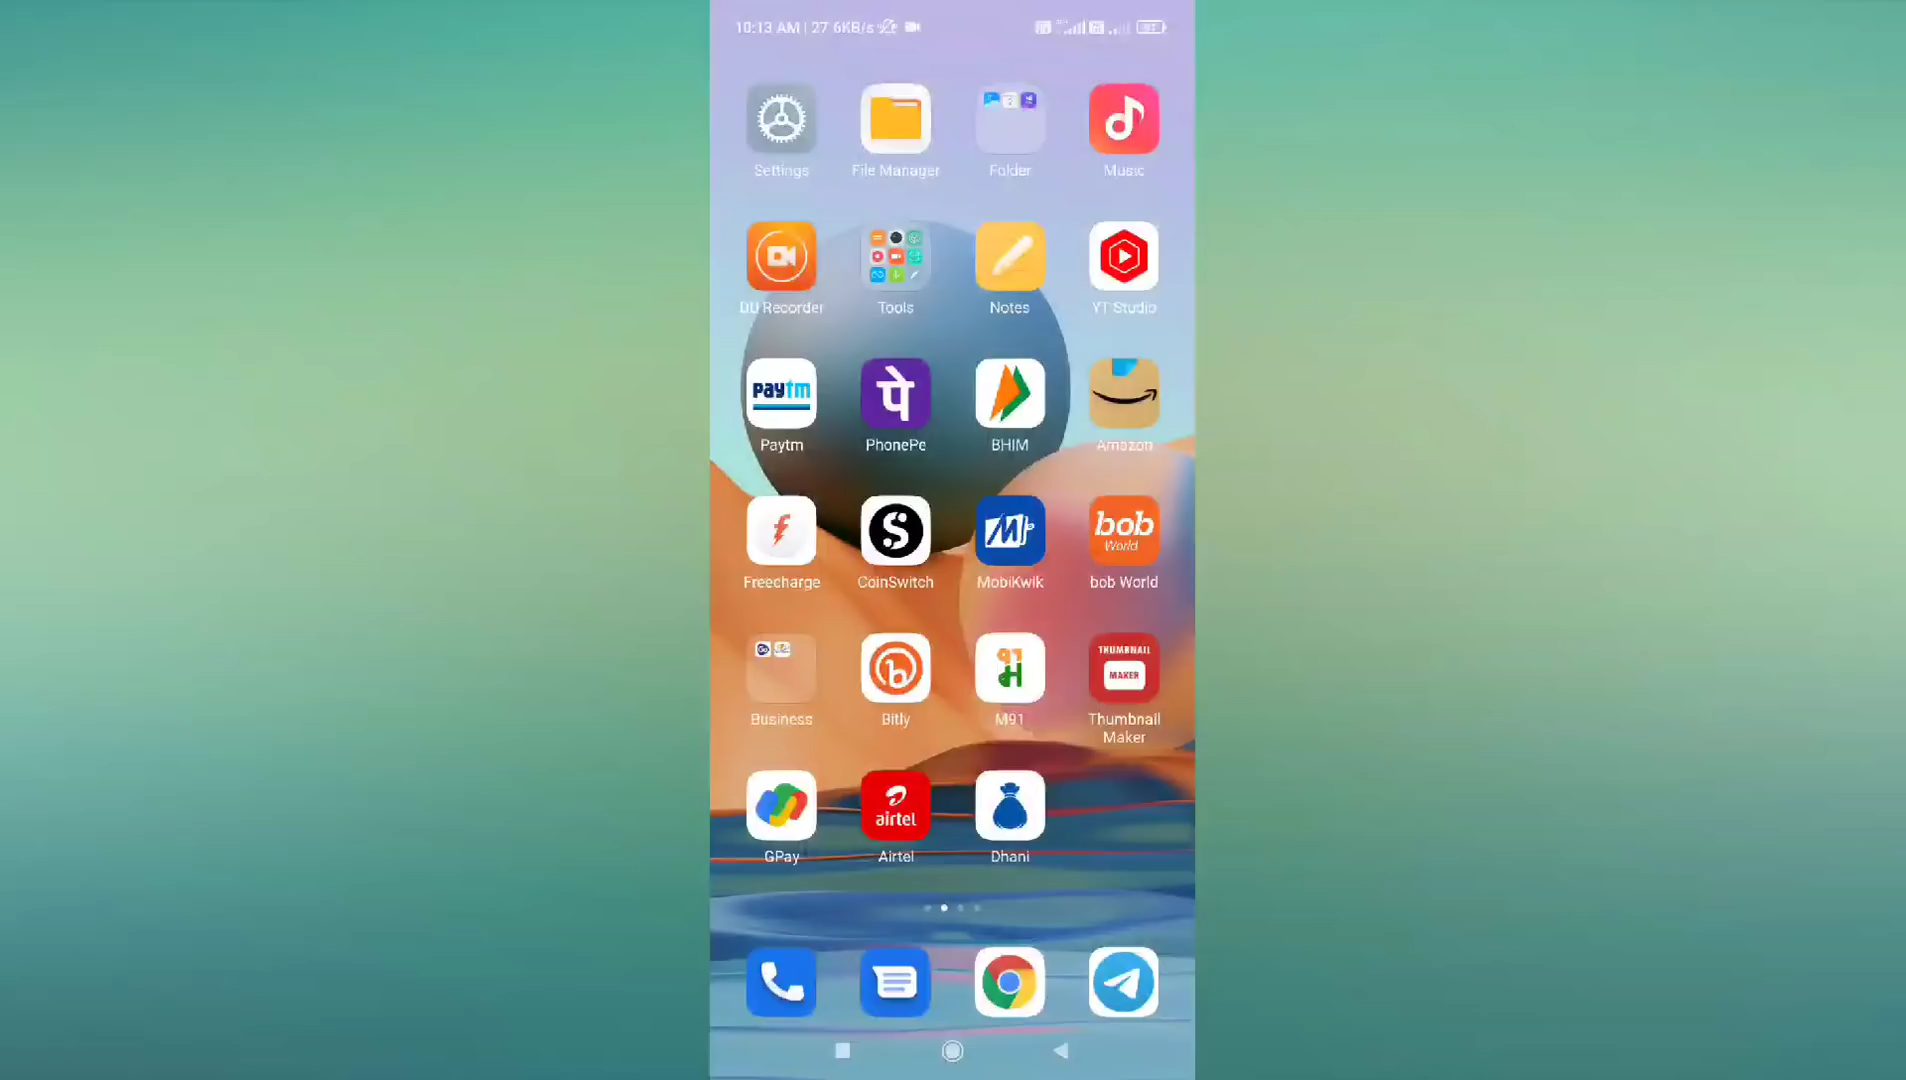 10:13 AM | 27.6KB/s
Settings
File Manager
Folder
Music
DU Recorder
Tools
Notes
YT Studio
paytm
पे
Paytm
PhonePe
BHIM
Amazon
bob
World
Freecharge
CoinSwitch
MobiKwik
bob World
THUMBNAIL
MAKER
Business
Bitly
M91
Thumbnail
Maker
airtel
GPay
Airtel
Dhani